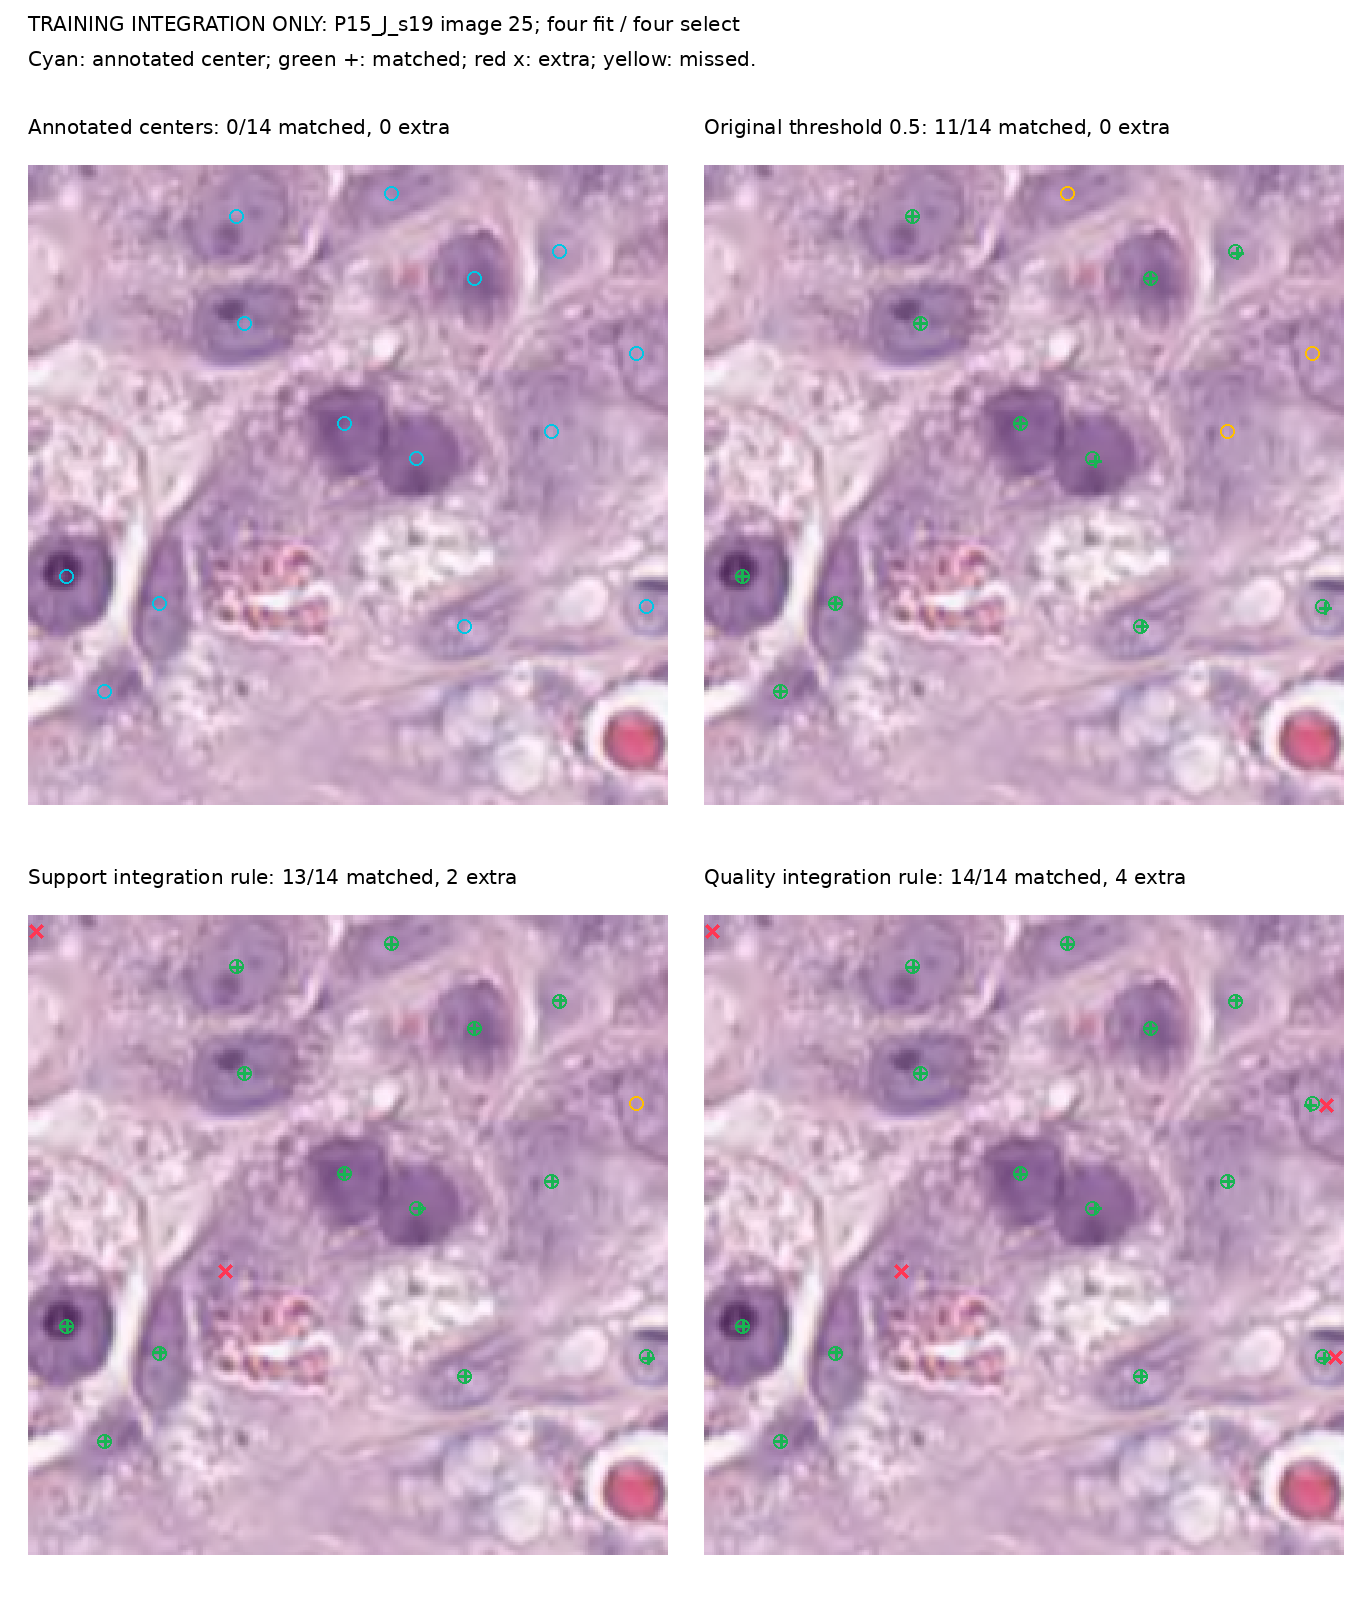 TRAINING INTEGRATION ONLY: P15_J_s19 image 25; four fit / four select
Cyan: annotated center; green +: matched; red x: extra; yellow: missed.
Annotated centers: 0/14 matched, 0 extra
Original threshold 0.5: 11/14 matched, 0 extra
Support integration rule: 13/14 matched, 2 extra
Quality integration rule: 14/14 matched, 4 extra